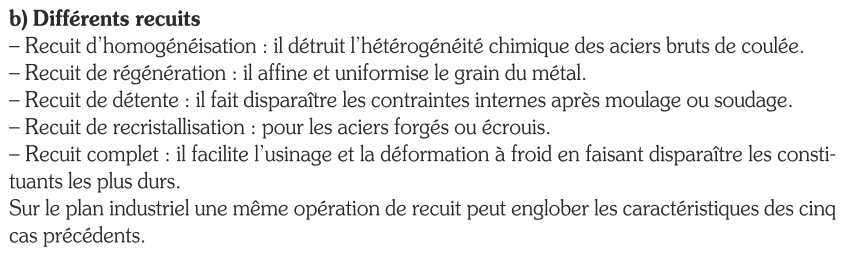 b) Différents recuits
– Recuit d’homogénéisation : il détruit l’hétérogénéité chimique des aciers bruts de coulée.
– Recuit de régénération : il affine et uniformise le grain du métal.
– Recuit de détente : il fait disparaître les contraintes internes après moulage ou soudage.
– Recuit de recristallisation : pour les aciers forgés ou écrouis.
– Recuit complet : il facilite l’usinage et la déformation à froid en faisant disparaître les consti-
tuants les plus durs.
Sur le plan industriel une même opération de recuit peut englober les caractéristiques des cinq
cas précédents.